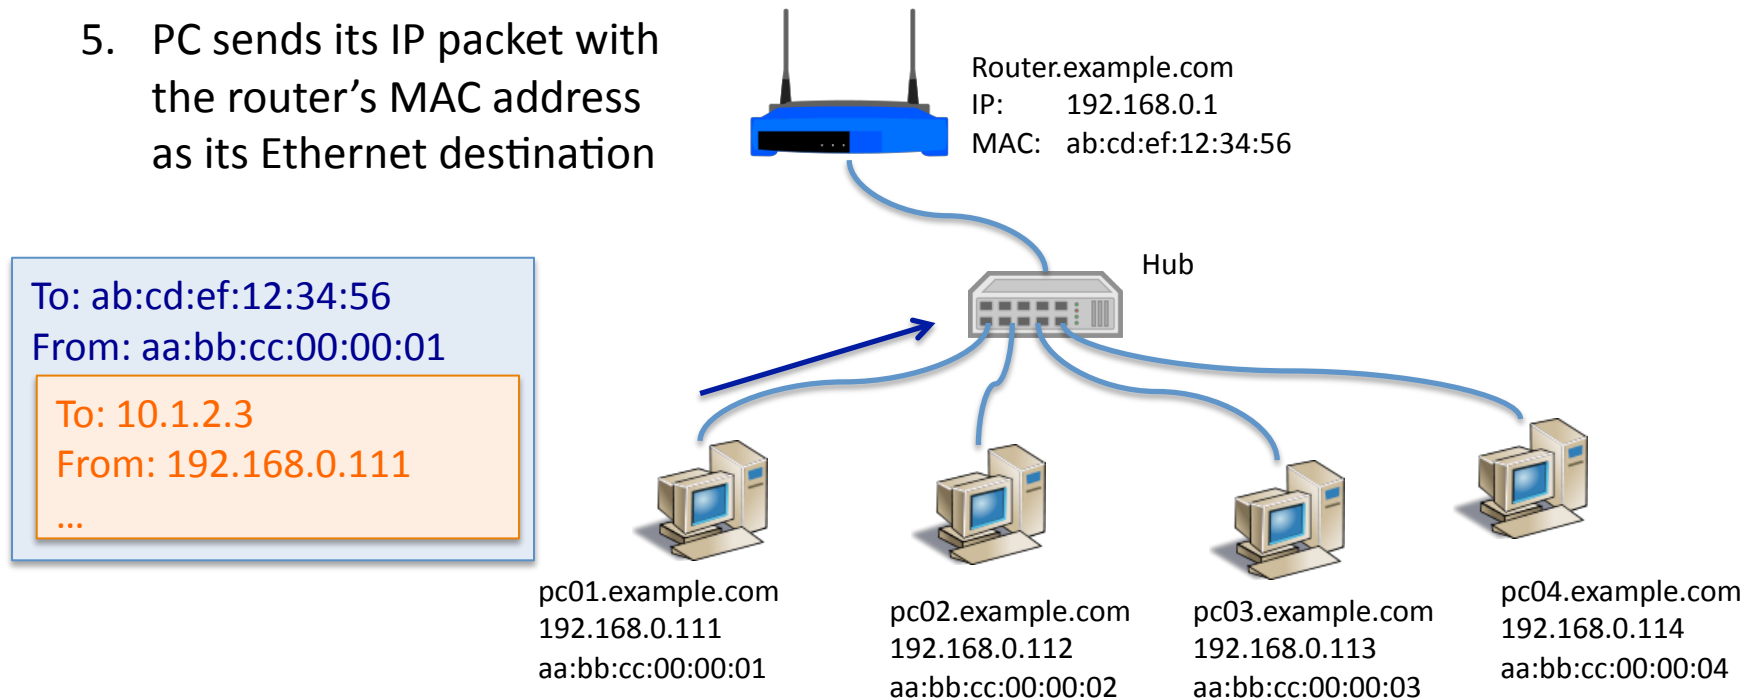 5. PC sends its IP packet with
the router’s MAC address
as its Ethernet destination
Router.example.com
IP: 192.168.0.1
MAC: ab:cd:ef:12:34:56
Hub
To: ab:cd:ef:12:34:56
From: aa:bb:cc:00:00:01
To: 10.1.2.3
From: 192.168.0.111
...
pc01.example.com
192.168.0.111
aa:bb:cc:00:00:01
pc02.example.com
192.168.0.112
aa:bb:cc:00:00:02
pc03.example.com
192.168.0.113
aa:bb:cc:00:00:03
pc04.example.com
192.168.0.114
aa:bb:cc:00:00:04